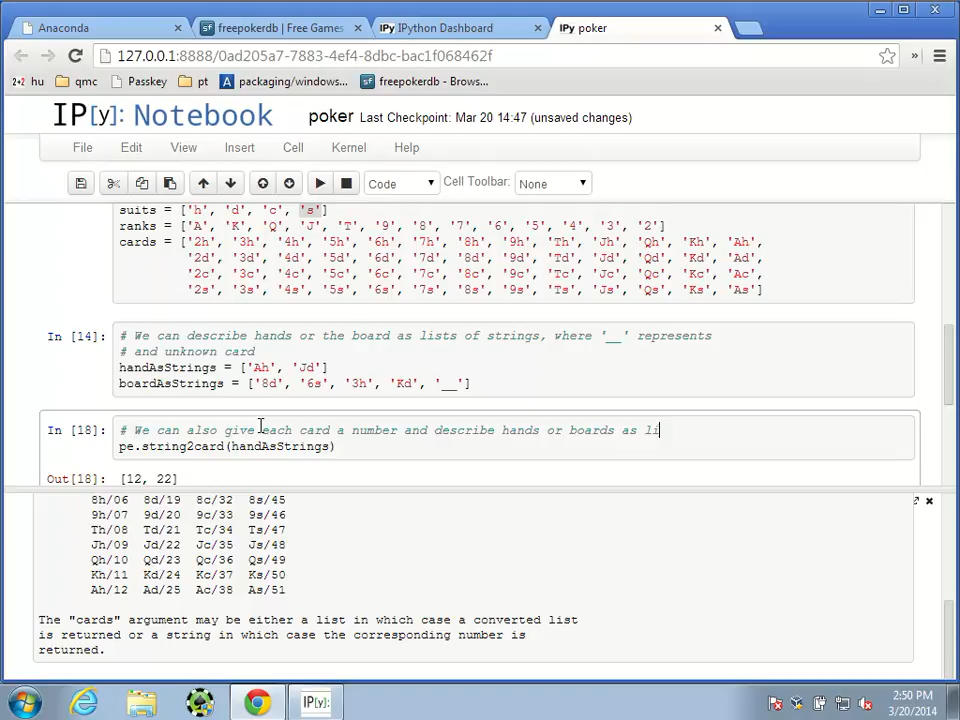 Anaconda
freepokerdb | Free Games
IPy IPython Dashboard
IPy poker
127.0.0.1:8888/0ad205a7-7883-4ef4-8dbc-bac1f068462f
hu
qmc
Passkey
pt
packaging/windows...
freepokerdb - Brows...
IP[y]: Notebook poker Last Checkpoint: Mar 20 14:47 (unsaved changes)
File Edit View Insert Cell Kernel Help
Code Cell Toolbar: None
suits = ['h', 'd', 'c', 's']
ranks = ['A', 'K', 'Q', 'J', 'T', '9', '8', '7', '6', '5', '4', '3', '2']
cards = ['2h', '3h', '4h', '5h', '6h', '7h', '8h', '9h', 'Th', 'Jh', 'Qh', 'Kh', 'Ah',
'2d', '3d', '4d', '5d', '6d', '7d', '8d', '9d', 'Td', 'Jd', 'Qd', 'Kd', 'Ad',
'2c', '3c', '4c', '5c', '6c', '7c', '8c', '9c', 'Tc', 'Jc', 'Qc', 'Kc', 'Ac',
'2s', '3s', '4s', '5s', '6s', '7s', '8s', '9s', 'Ts', 'Js', 'Qs', 'Ks', 'As']
In [14]: # We can describe hands or the board as lists of strings, where '__' represents
# and unknown card
handAsStrings = ['Ah', 'Jd']
boardAsStrings = ['8d', '6s', '3h', 'Kd', '__']
In [18]: # We can also give each card a number and describe hands or boards as li
pe.string2card(handAsStrings)
Out[18]: [12, 22]
8h/06 8d/19 8c/32 8s/45
9h/07 9d/20 9c/33 9s/46
Th/08 Td/21 Tc/34 Ts/47
Jh/09 Jd/22 Jc/35 Js/48
Qh/10 Qd/23 Qc/36 Qs/49
Kh/11 Kd/24 Kc/37 Ks/50
Ah/12 Ad/25 Ac/38 As/51
The "cards" argument may be either a list in which case a converted list
is returned or a string in which case the corresponding number is
returned.
IP[y]:
2:50 PM
3/20/2014